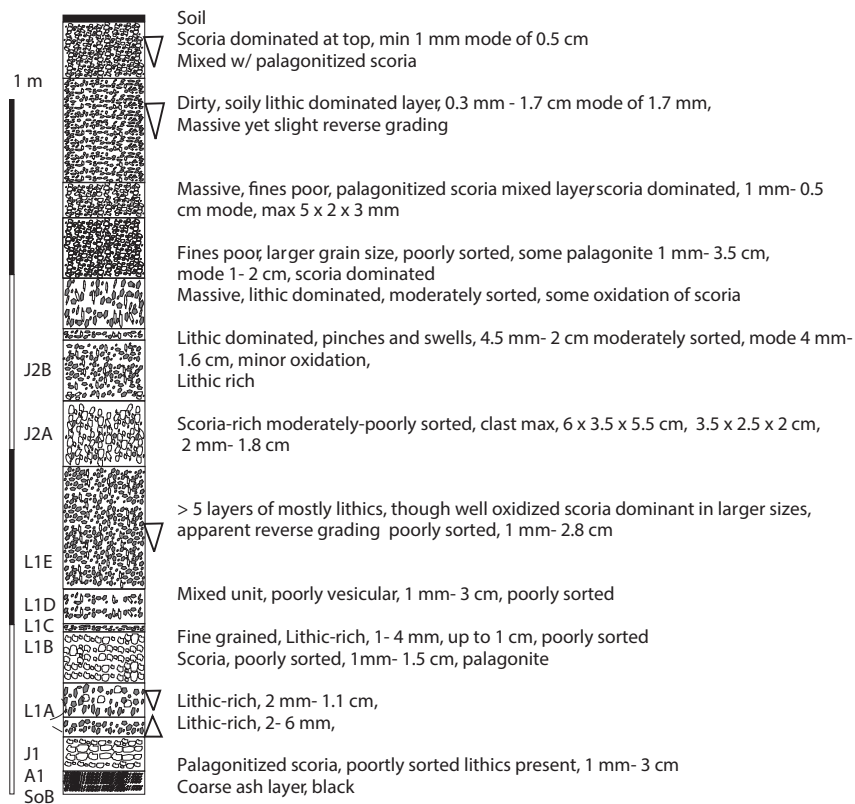 Soil
Scoria dominated at top, min 1 mm mode of 0.5 cm
Mixed w/ palagonitized scoria
1 m
Dirty, soily lithic dominated layer, 0.3 mm - 1.7 cm mode of 1.7 mm,
Massive yet slight reverse grading
Massive, fines poor, palagonitized scoria mixed layer, scoria dominated, 1 mm- 0.5
cm mode, max 5 x 2 x 3 mm
Fines poor, larger grain size, poorly sorted, some palagonite 1 mm- 3.5 cm,
mode 1- 2 cm, scoria dominated
Massive, lithic dominated, moderately sorted, some oxidation of scoria
Lithic dominated, pinches and swells, 4.5 mm- 2 cm moderately sorted, mode 4 mm-
1.6 cm, minor oxidation,
Lithic rich
J2B
J2A
Scoria-rich moderately-poorly sorted, clast max, 6 x 3.5 x 5.5 cm, 3.5 x 2.5 x 2 cm,
2 mm- 1.8 cm
> 5 layers of mostly lithics, though well oxidized scoria dominant in larger sizes,
apparent reverse grading poorly sorted, 1 mm- 2.8 cm
L1E
Mixed unit, poorly vesicular, 1 mm- 3 cm, poorly sorted
L1D
L1C
Fine grained, Lithic-rich, 1- 4 mm, up to 1 cm, poorly sorted
L1B
Scoria, poorly sorted, 1mm- 1.5 cm, palagonite
Lithic-rich, 2 mm- 1.1 cm,
L1A
Lithic-rich, 2- 6 mm,
J1
Palagonitized scoria, poortly sorted lithics present, 1 mm- 3 cm
A1
Coarse ash layer, black
SoB